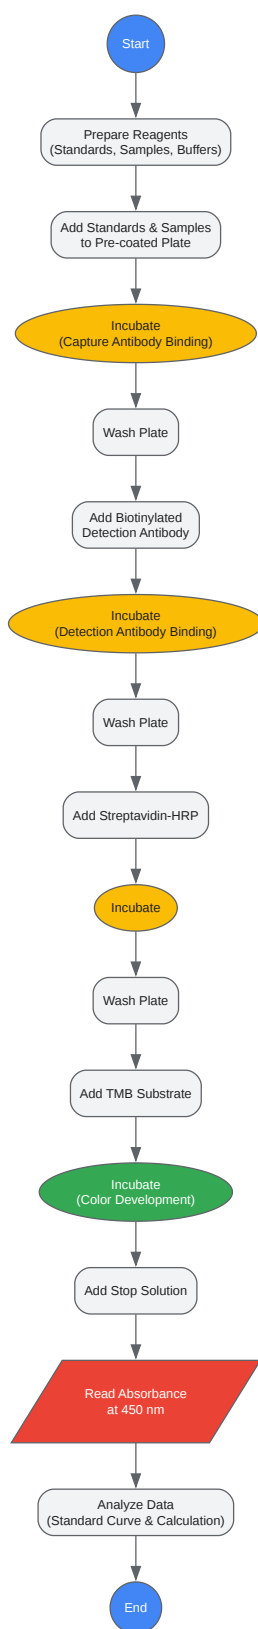 Start
Prepare Reagents
(Standards, Samples, Buffers)
Add Standards & Samples
to Pre-coated Plate
Incubate
(Capture Antibody Binding)
Wash Plate
Add Biotinylated
Detection Antibody
Incubate
(Detection Antibody Binding)
Wash Plate
Add Streptavidin-HRP
Incubate
Wash Plate
Add TMB Substrate
Incubate
(Color Development)
Add Stop Solution
Read Absorbance
at 450 nm
Analyze Data
(Standard Curve & Calculation)
End